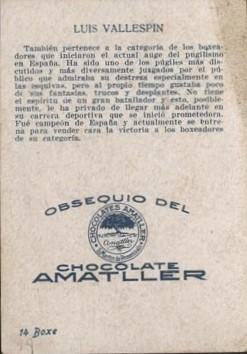 LUIS VALLESPIN
También pertenece a la categoría de los boxea-
dores que iniciaron el actual auge del pugilismo
en España. Ha sido uno de los púgiles más dis-
cutidos y más diversamente juzgados por el pú-
blico que admiraba su destreza especialmente en
las esquivas, pero al propio tiempo gustaba poco
de sus fantasías, trucos y desplantes. No tiene
el espíritu de un gran batallador y esto, posible-
mente, le ha privado de llegar más adelante en
su carrera deportiva que se inició prometedora.
Fué campeón de España y actualmente se entre-
na para vender cara la victoria a los boxeadores
de su categoría.
OBSEQUIO DEL
CHOCOLATES AMATLLER
Amatller
CHOCOLATE
AMATLLER
14 Boxe